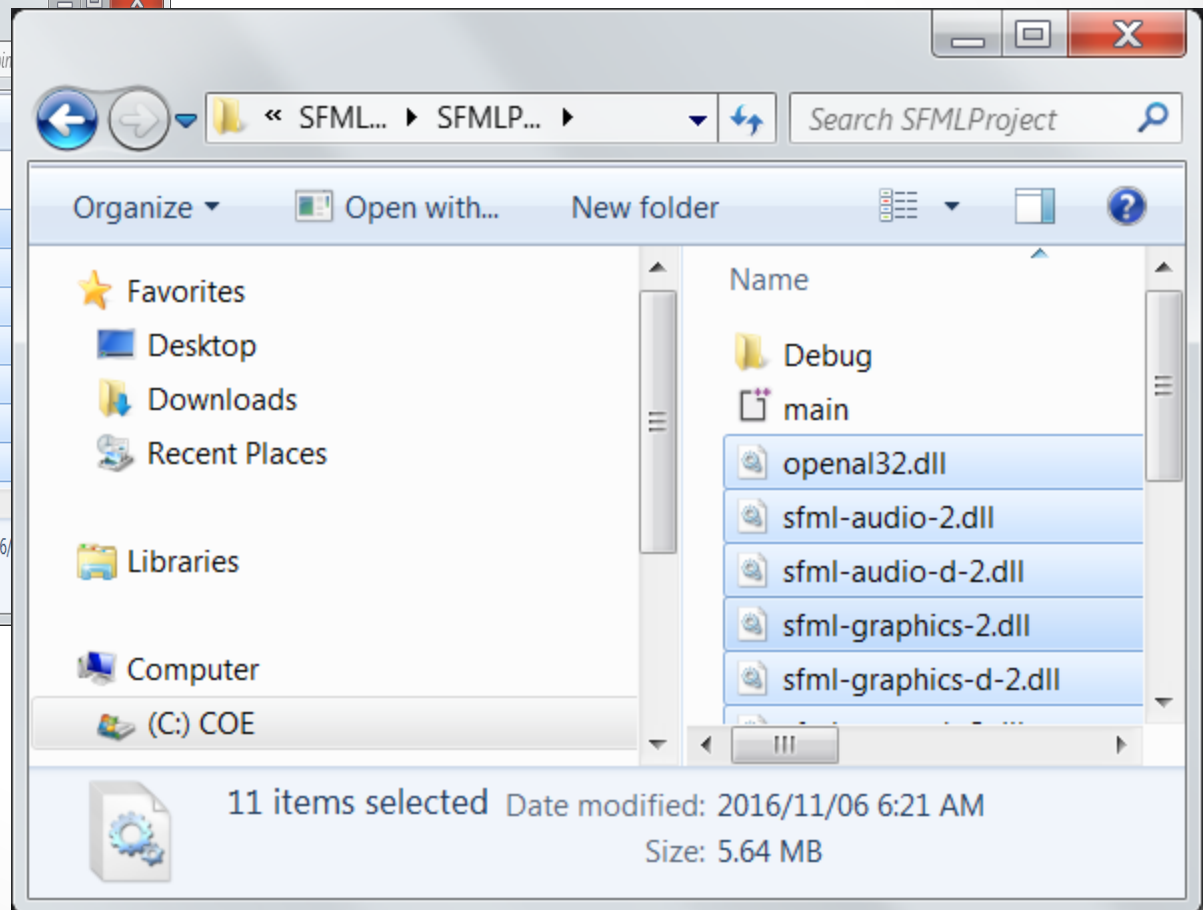 « SFML... SFMLP... Search SFMLProject
Organize Open with... New folder
Favorites
Desktop
Downloads
Recent Places
Libraries
Computer
(C:) COE
Name
Debug
main
openal32.dll
sfml-audio-2.dll
sfml-audio-d-2.dll
sfml-graphics-2.dll
sfml-graphics-d-2.dll
11 items selected Date modified: 2016/11/06 6:21 AM
Size: 5.64 MB